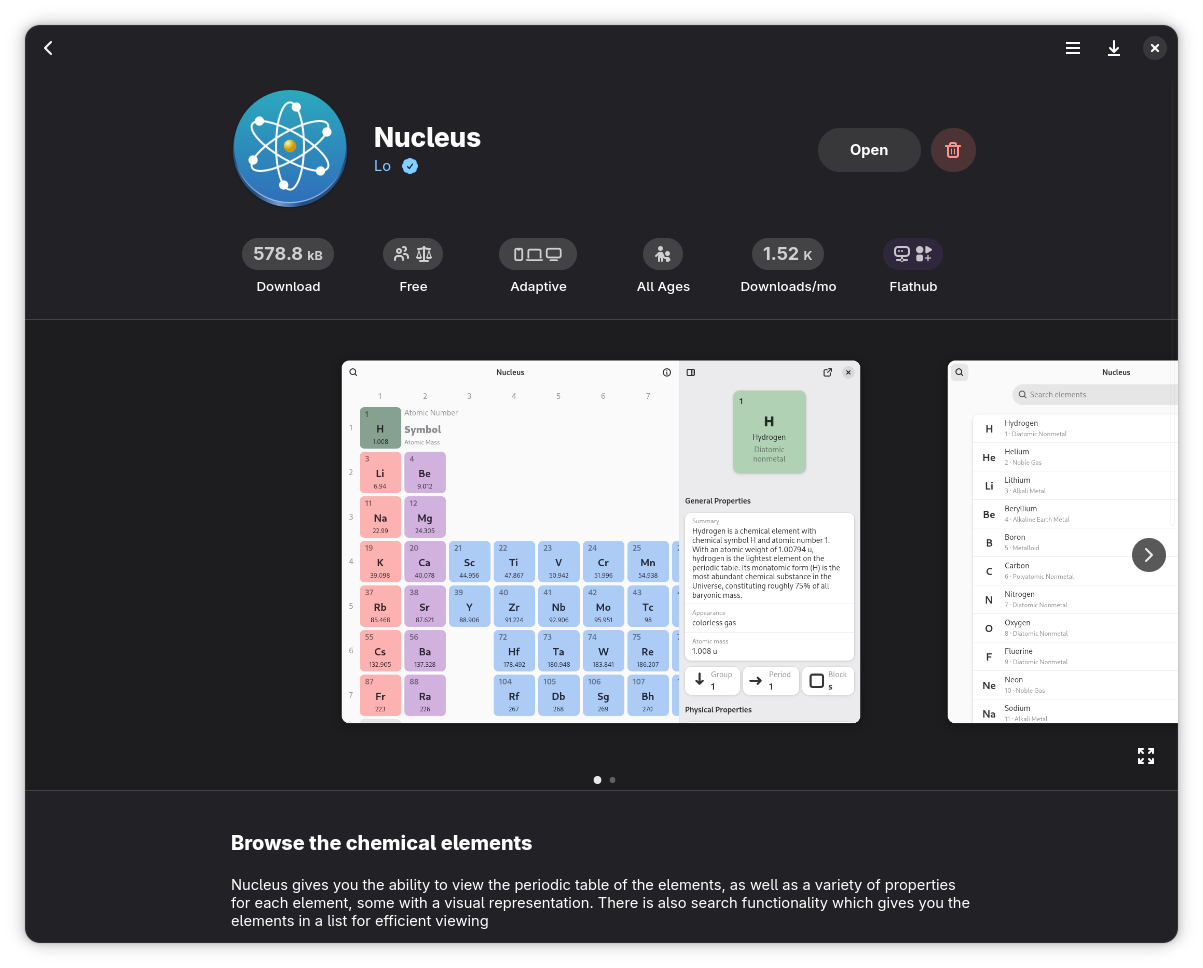 Nucleus
Lo
Open
578.8 kB
Download
Free
Adaptive
All Ages
1.52 K
Downloads/mo
Flathub
Nucleus
1 2 3 4 5 6 7
1 1 H 1.008
Atomic Number
Symbol
Atomic Mass
2 3 Li 6.94 4 Be 9.012
3 11 Na 22.99 12 Mg 24.305
4 19 K 39.098 20 Ca 40.078 21 Sc 44.956 22 Ti 47.867 23 V 50.942 24 Cr 51.996 25 Mn 54.938
5 37 Rb 85.468 38 Sr 87.621 39 Y 88.906 40 Zr 91.224 41 Nb 92.906 42 Mo 95.951 43 Tc 98
6 55 Cs 132.905 56 Ba 137.328 72 Hf 178.492 73 Ta 180.948 74 W 183.841 75 Re 186.207
7 87 Fr 223 88 Ra 226 104 Rf 267 105 Db 268 106 Sg 269 107 Bh 270
1
H
Hydrogen
Diatomic
nonmetal
General Properties
Summary
Hydrogen is a chemical element with
chemical symbol H and atomic number 1.
With an atomic weight of 1.00794 u,
hydrogen is the lightest element on the
periodic table. Its monatomic form (H) is the
most abundant chemical substance in the
Universe, constituting roughly 75% of all
baryonic mass.
Appearance
colorless gas
Atomic mass
1.008 u
Group
1
Period
1
Block
s
Physical Properties
Nucleus
Search elements
H Hydrogen
1 · Diatomic Nonmetal
He Helium
2 · Noble Gas
Li Lithium
3 · Alkali Metal
Be Beryllium
4 · Alkaline Earth Metal
B Boron
5 · Metalloid
C Carbon
6 · Polyatomic Nonmetal
N Nitrogen
7 · Diatomic Nonmetal
O Oxygen
8 · Diatomic Nonmetal
F Fluorine
9 · Diatomic Nonmetal
Ne Neon
10 · Noble Gas
Na Sodium
11 · Alkali Metal
Browse the chemical elements
Nucleus gives you the ability to view the periodic table of the elements, as well as a variety of properties
for each element, some with a visual representation. There is also search functionality which gives you the
elements in a list for efficient viewing